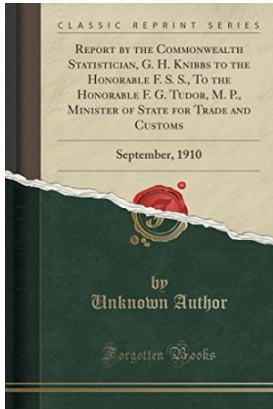 CLASSIC REPRINT SERIES
REPORT BY THE COMMONWEALTH
STATISTICIAN, G. H. KNIBBS TO THE
HONORABLE F. S. S., TO THE
HONORABLE F. G. TUDOR, M. P.,
MINISTER OF STATE FOR TRADE AND
CUSTOMS
September, 1910
by
Unknown Author
Forgotten Books